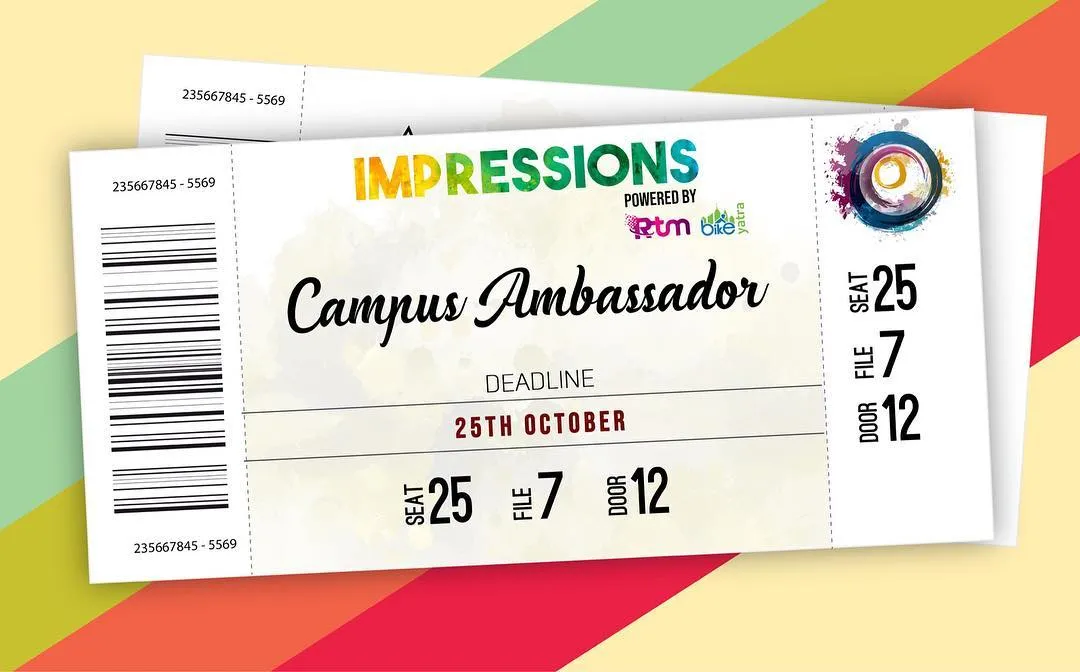 235667845 - 5569
235667845 - 5569
IMPRESSIONS
POWERED BY
Rtm bike yatra
Campus Ambassador
DEADLINE
25TH OCTOBER
SEAT 25 FILE 7 DOOR 12
235667845 - 5569
SEAT 25
FILE 7
DOOR 12